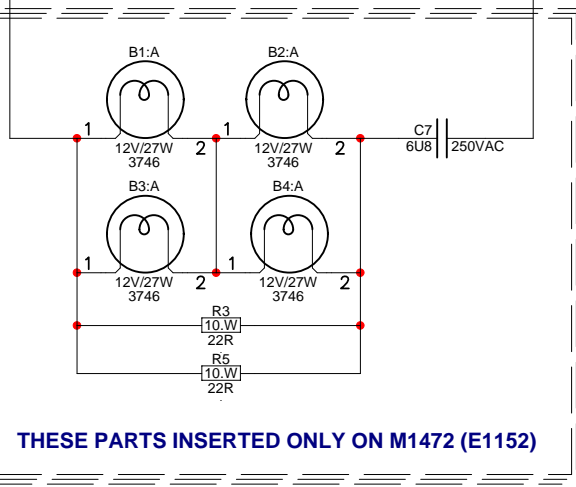 B1:A
B2:A
1
2
1
2
12V/27W
3746
12V/27W
3746
C7
6U8
250VAC
B3:A
B4:A
1
2
1
2
12V/27W
3746
12V/27W
3746
R3
10.W
22R
R5
10.W
22R
THESE PARTS INSERTED ONLY ON M1472 (E1152)